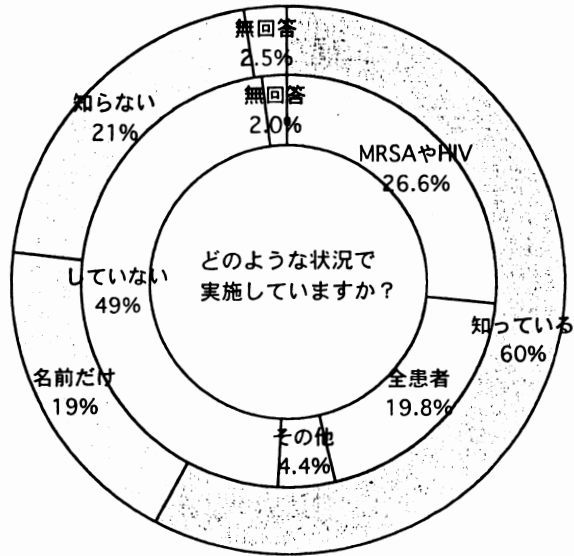 無回答
2.5%
無回答
2.0%
知らない
21%
MRSAやHIV
26.6%
どのような状況で
実施していますか？
していない
49%
知っている
60%
名前だけ
19%
全患者
19.8%
その他
4.4%